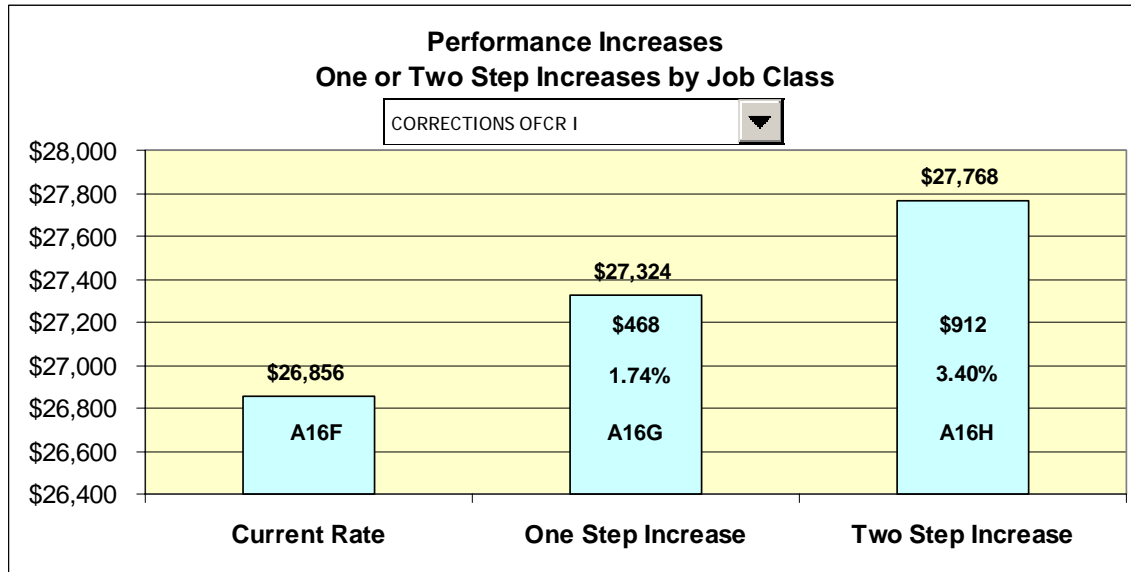 Performance Increases
One or Two Step Increases by Job Class
CORRECTIONS OFCR I
$28,000
$27,800
$27,600
$27,400
$27,200
$27,000
$26,800
$26,600
$26,400
$26,856
A16F
$27,324
$468
1.74%
A16G
$27,768
$912
3.40%
A16H
Current Rate
One Step Increase
Two Step Increase